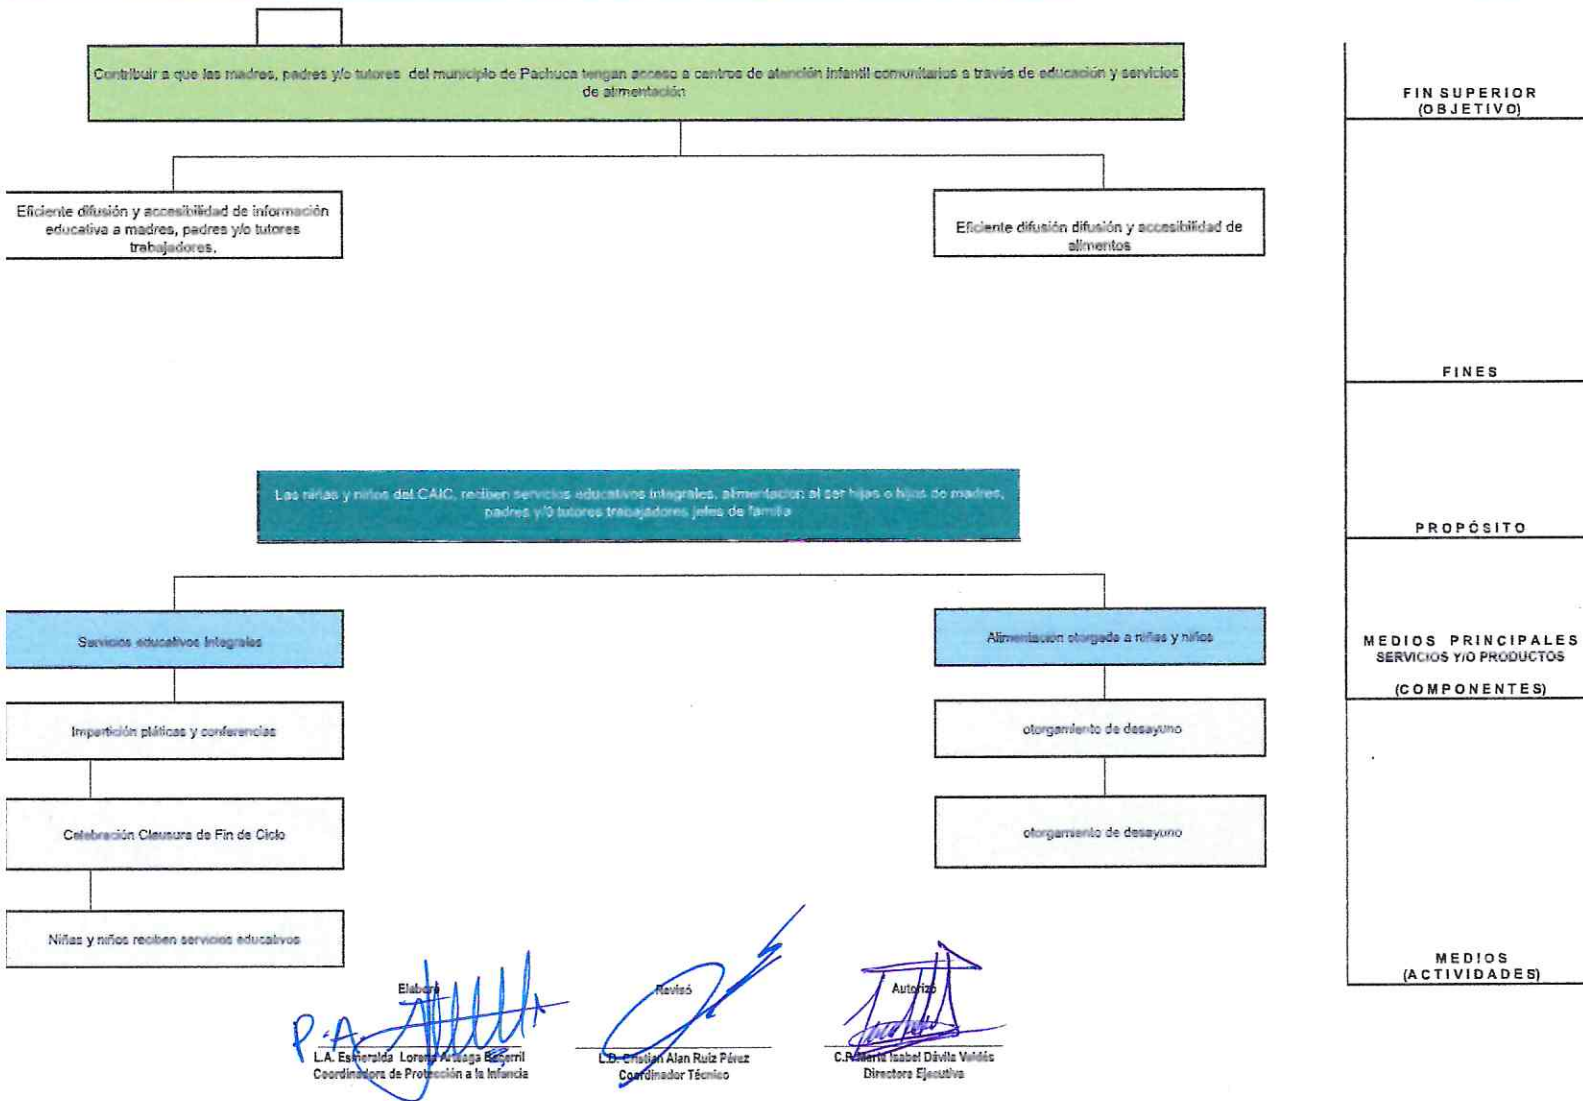 Contribuir a que las madres, padres y/o tutores del municipio de Pachuca tengan acceso a centros de atención infantil comunitarios a través de educación y servicios
de alimentación
FIN SUPERIOR
(OBJETIVO)
Eficiente difusión y accesibilidad de información
educativa a madres, padres y/o tutores
trabajadores.
Eficiente difusión difusión y accesibilidad de
alimentos
FINES
Las niñas y niños del CAIC, reciben servicios educativos integrales, alimentacion al ser hijas o hijos de madres,
padres y/o tutores trabajadores jefes de familia
PROPÓSITO
Servicios educativos Integrales
Alimentación otorgada a niñas y niños
MEDIOS PRINCIPALES
SERVICIOS Y/O PRODUCTOS
(COMPONENTES)
Impartición pláticas y conferencias
otorgamiento de desayuno
Celebración Clausura de Fin de Ciclo
otorgamiento de desayuno
Niñas y niños reciben servicios educativos
MEDIOS
(ACTIVIDADES)
Elaboró
Revisó
Autorizó
P.A.
L.A. Esmeralda Lorena Arteaga Becerril
Coordinadora de Protección a la Infancia
L.D. Cristian Alan Ruiz Pérez
Coordinador Técnico
C.P. María Isabel Dávila Valdés
Directora Ejecutiva